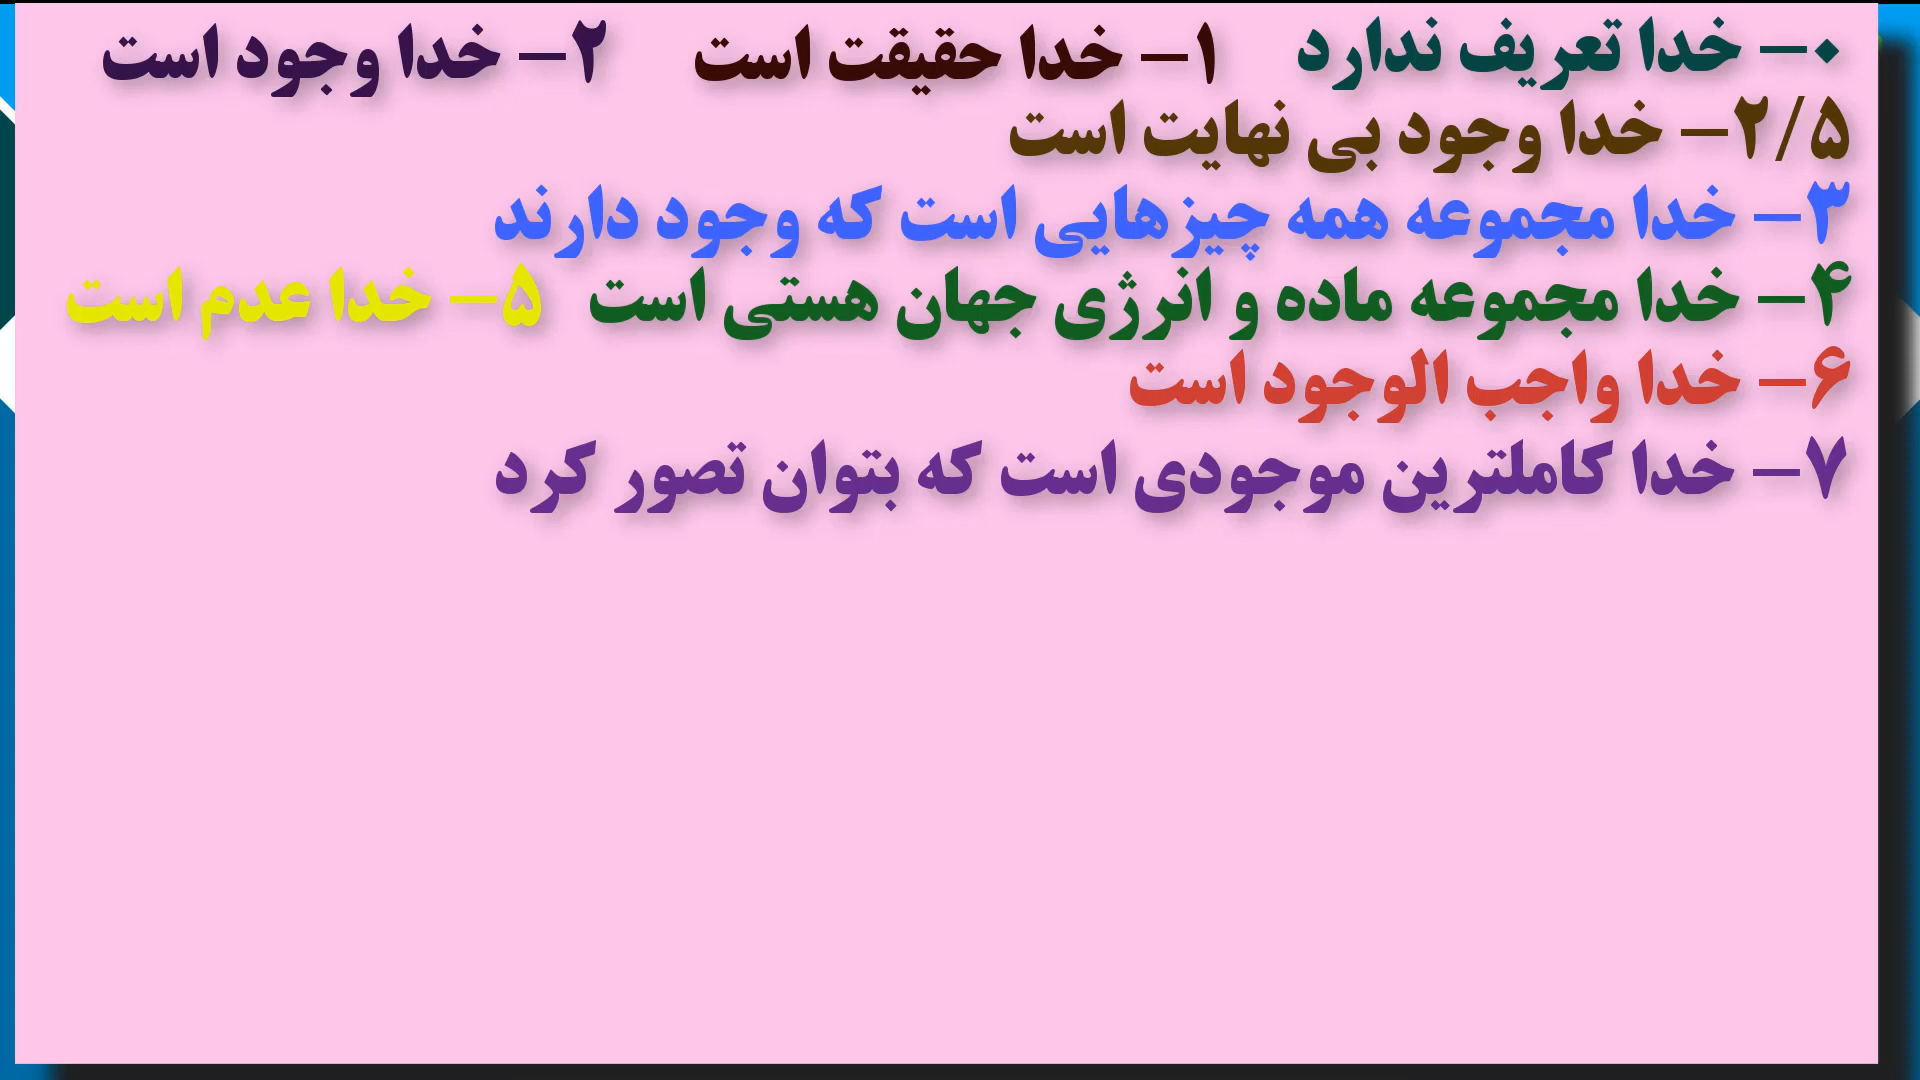 ۰- خدا تعریف ندارد ۱- خدا حقیقت است ۲- خدا وجود است
۲/۵- خدا وجود بی نهایت است
۳- خدا مجموعه همه چیزهایی است که وجود دارند
۴- خدا مجموعه ماده و انرژی جهان هستی است ۵- خدا عدم است
۶- خدا واجب الوجود است
۷- خدا کاملترین موجودی است که بتوان تصور کرد